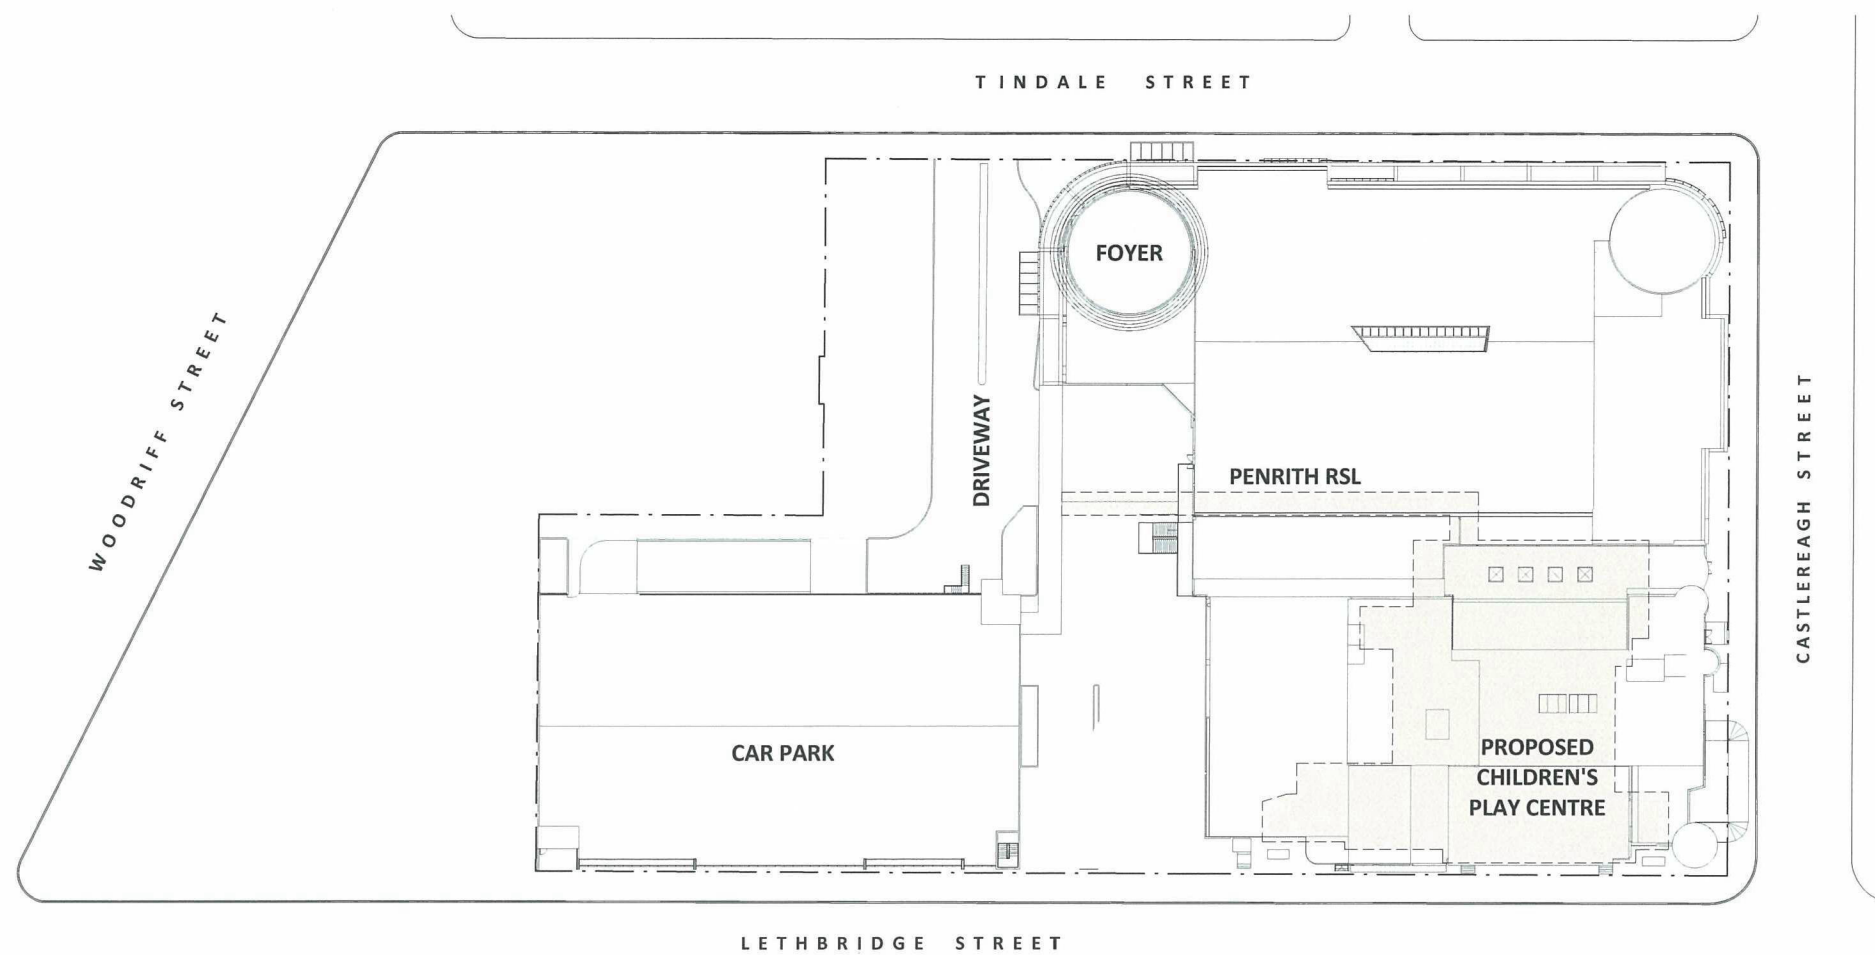 TINDALE STREET
FOYER
WOODRIFF STREET
DRIVEWAY
CASTLEREAGH STREET
PENRITH RSL
CAR PARK
PROPOSED
CHILDREN'S
PLAY CENTRE
LETHBRIDGE STREET